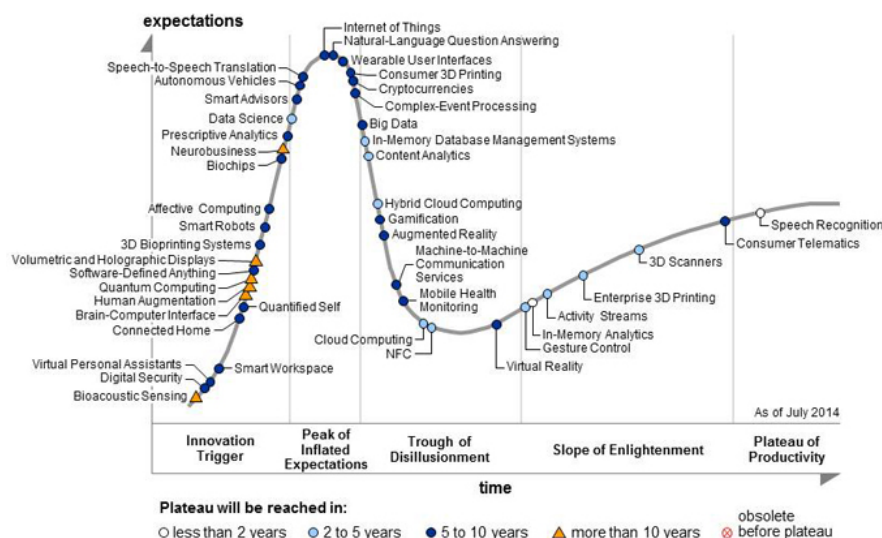 expectations
Internet of Things
Natural-Language Question Answering
Wearable User Interfaces
Speech-to-Speech Translation
Consumer 3D Printing
Autonomous Vehicles
Cryptocurrencies
Smart Advisors
Complex-Event Processing
Data Science
Big Data
Prescriptive Analytics
In-Memory Database Management Systems
Neurobusiness
Content Analytics
Biochips
Hybrid Cloud Computing
Affective Computing
Gamification
Smart Robots
Augmented Reality
Speech Recognition
3D Bioprinting Systems
Consumer Telematics
Machine-to-Machine
Communication
Services
Volumetric and Holographic Displays
3D Scanners
Software-Defined Anything
Quantum Computing
Mobile Health
Monitoring
Enterprise 3D Printing
Human Augmentation
Quantified Self
Brain-Computer Interface
Activity Streams
Connected Home
Cloud Computing
In-Memory Analytics
NFC
Gesture Control
Virtual Personal Assistants
Smart Workspace
Virtual Reality
Digital Security
Bioacoustic Sensing
As of July 2014
Innovation
Trigger
Peak of
Inflated
Expectations
Trough of
Disillusionment
Slope of Enlightenment
Plateau of
Productivity
time
Plateau will be reached in:
less than 2 years
2 to 5 years
5 to 10 years
more than 10 years
obsolete
before plateau